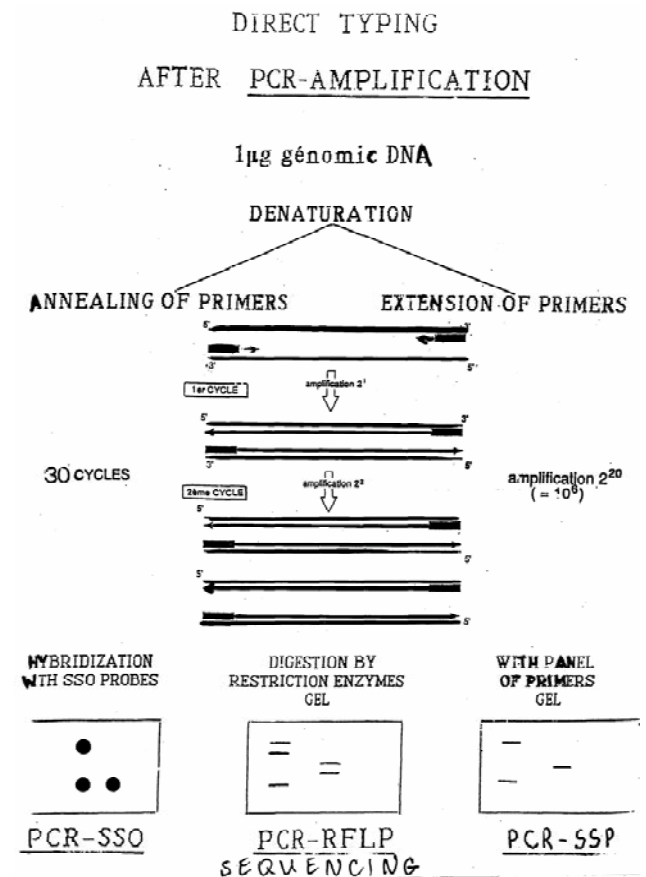 DIRECT TYPING
AFTER PCR-AMPLIFICATION
1µg génomic DNA
DENATURATION
ANNEALING OF PRIMERS EXTENSION OF PRIMERS
5' 3'
3' 5'
1er CYCLE amplification 2¹
5' 3'
3' 5'
30 CYCLES amplification 2²⁰
(= 10⁶)
2ème CYCLE amplification 2²
5'
5'
5'
5'
HYBRIDIZATION
WITH SSO PROBES
DIGESTION BY
RESTRICTION ENZYMES
GEL
WITH PANEL
OF PRIMERS
GEL
PCR-SSO PCR-RFLP PCR-SSP
SEQUENCING